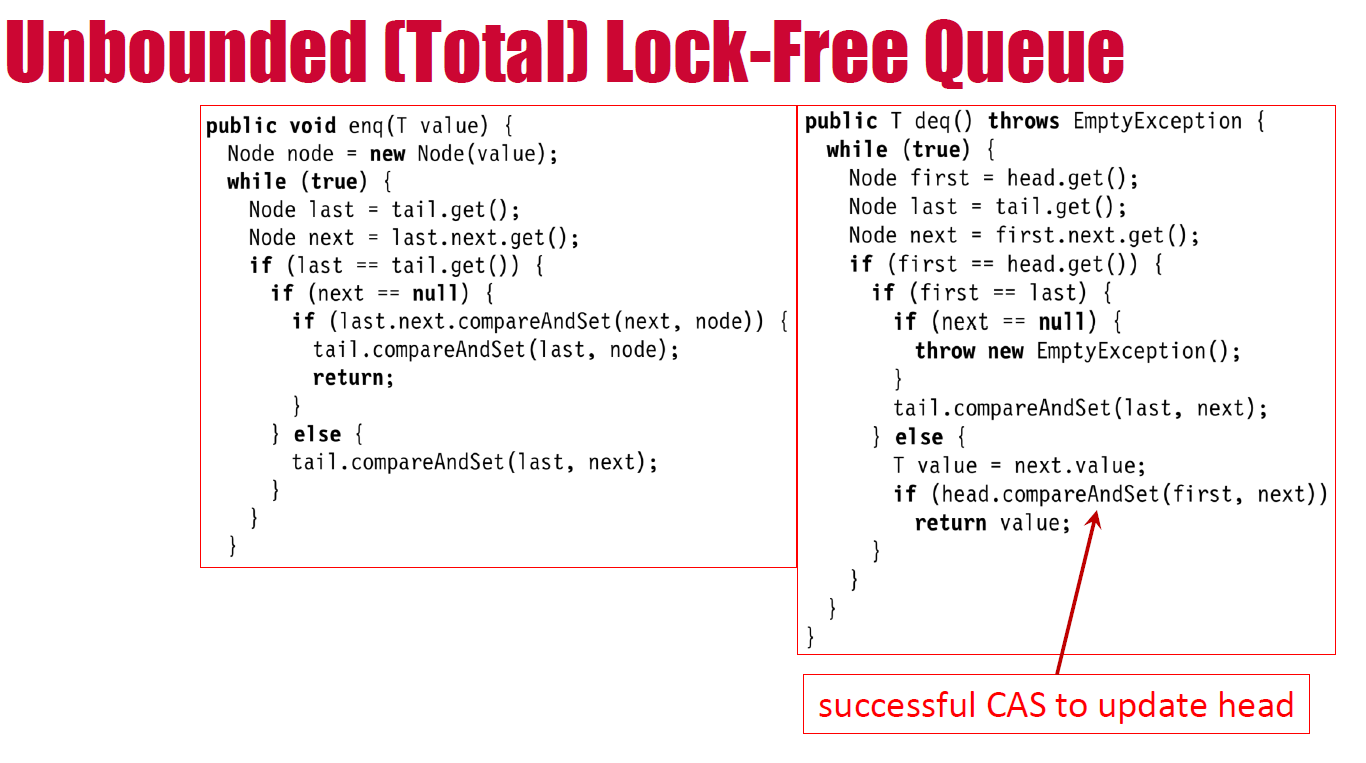 Unbounded (Total) Lock-Free Queue
public void enq(T value) {
Node node = new Node(value);
while (true) {
Node last = tail.get();
Node next = last.next.get();
if (last == tail.get()) {
if (next == null) {
if (last.next.compareAndSet(next, node)) {
tail.compareAndSet(last, node);
return;
}
} else {
tail.compareAndSet(last, next);
}
}
}
public T deq() throws EmptyException {
while (true) {
Node first = head.get();
Node last = tail.get();
Node next = first.next.get();
if (first == head.get()) {
if (first == last) {
if (next == null) {
throw new EmptyException();
}
tail.compareAndSet(last, next);
} else {
T value = next.value;
if (head.compareAndSet(first, next))
return value;
}
}
}
}
successful CAS to update head